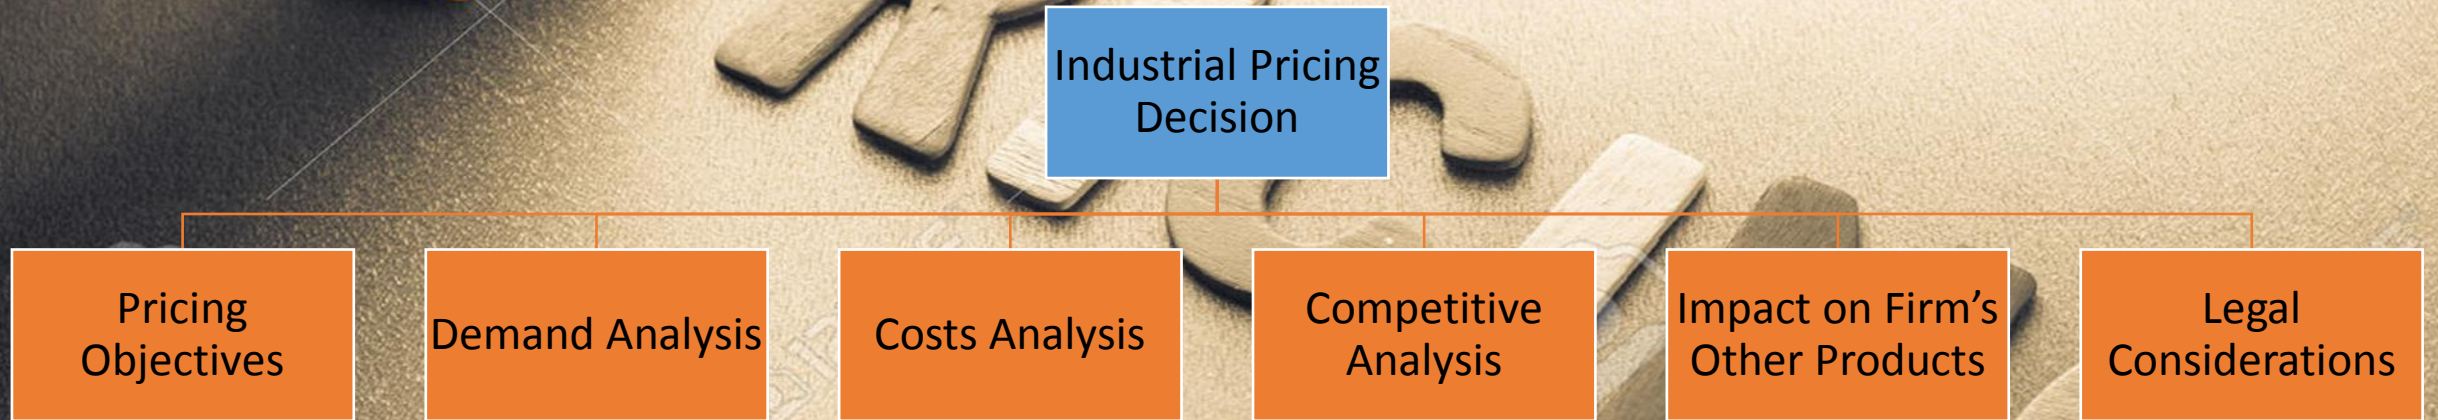 Industrial Pricing
Decision
Pricing
Objectives
Demand Analysis
Costs Analysis
Competitive
Analysis
Impact on Firm’s
Other Products
Legal
Considerations